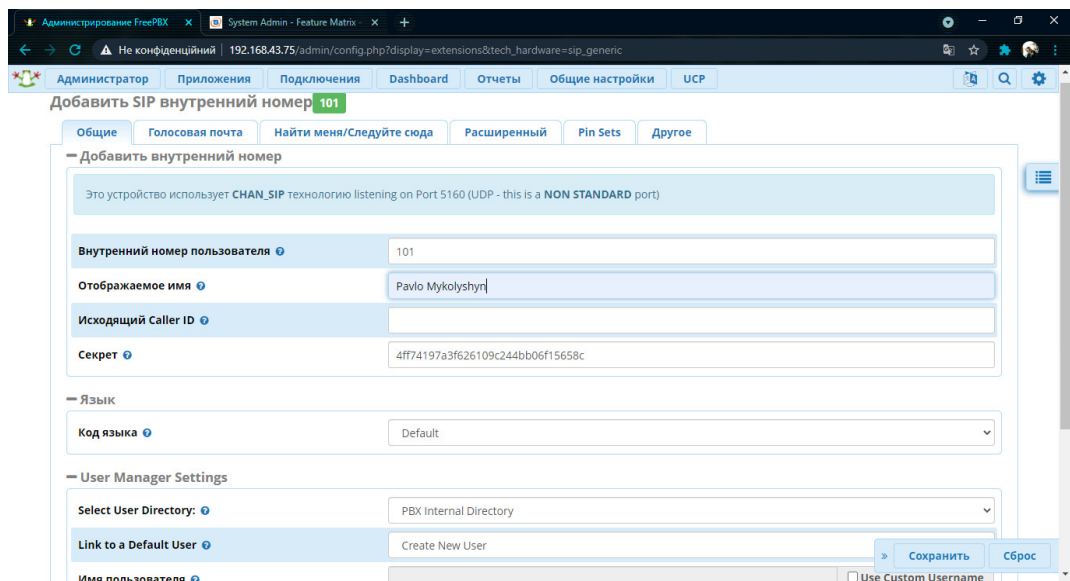 Администрирование FreePBX
System Admin - Feature Matrix -
Не конфіденційний 192.168.43.75/admin/config.php?display=extensions&tech_hardware=sip_generic
Администратор Приложения Подключения Dashboard Отчеты Общие настройки UCP
Добавить SIP внутренний номер 101
Общие Голосовая почта Найти меня/Следуйте сюда Расширенный Pin Sets Другое
Добавить внутренний номер
Это устройство использует CHAN_SIP технологию listening on Port 5160 (UDP - this is a NON STANDARD port)
Внутренний номер пользователя 101
Отображаемое имя Pavlo Mykolyshyn
Исходящий Caller ID
Секрет 4ff74197a3f626109c244bb06f15658c
Язык
Код языка Default
User Manager Settings
Select User Directory: PBX Internal Directory
Link to a Default User Create New User
» Сохранить Сброс
Имя пользователя Use Custom Username